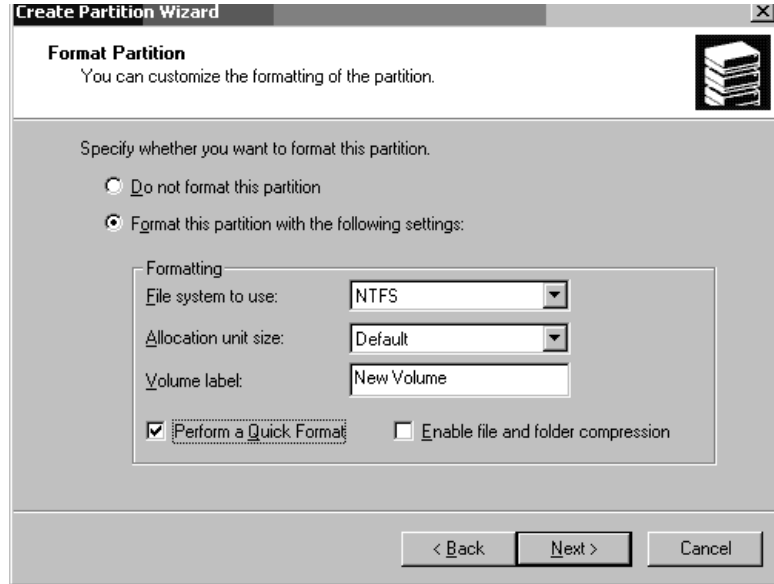 Create Partition Wizard
Format Partition
You can customize the formatting of the partition.
Specify whether you want to format this partition.
Do not format this partition
Format this partition with the following settings:
Formatting
File system to use: NTFS
Allocation unit size: Default
Volume label: New Volume
Perform a Quick Format Enable file and folder compression
< Back Next > Cancel